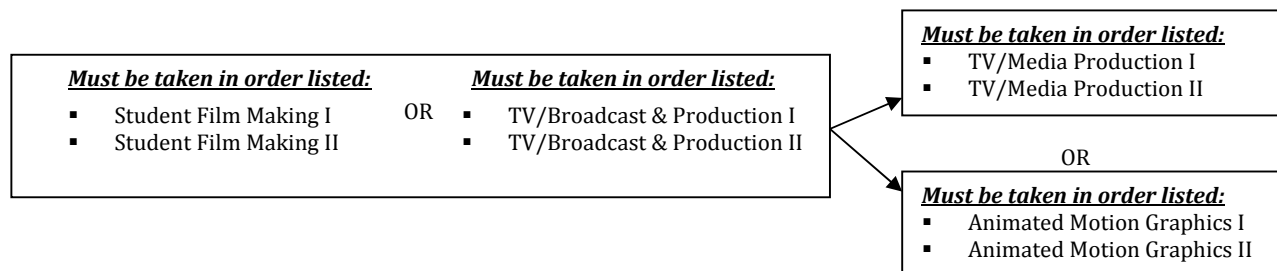 Must be taken in order listed:
▪ Student Film Making I
▪ Student Film Making II
OR
Must be taken in order listed:
▪ TV/Broadcast & Production I
▪ TV/Broadcast & Production II
Must be taken in order listed:
▪ TV/Media Production I
▪ TV/Media Production II
OR
Must be taken in order listed:
▪ Animated Motion Graphics I
▪ Animated Motion Graphics II